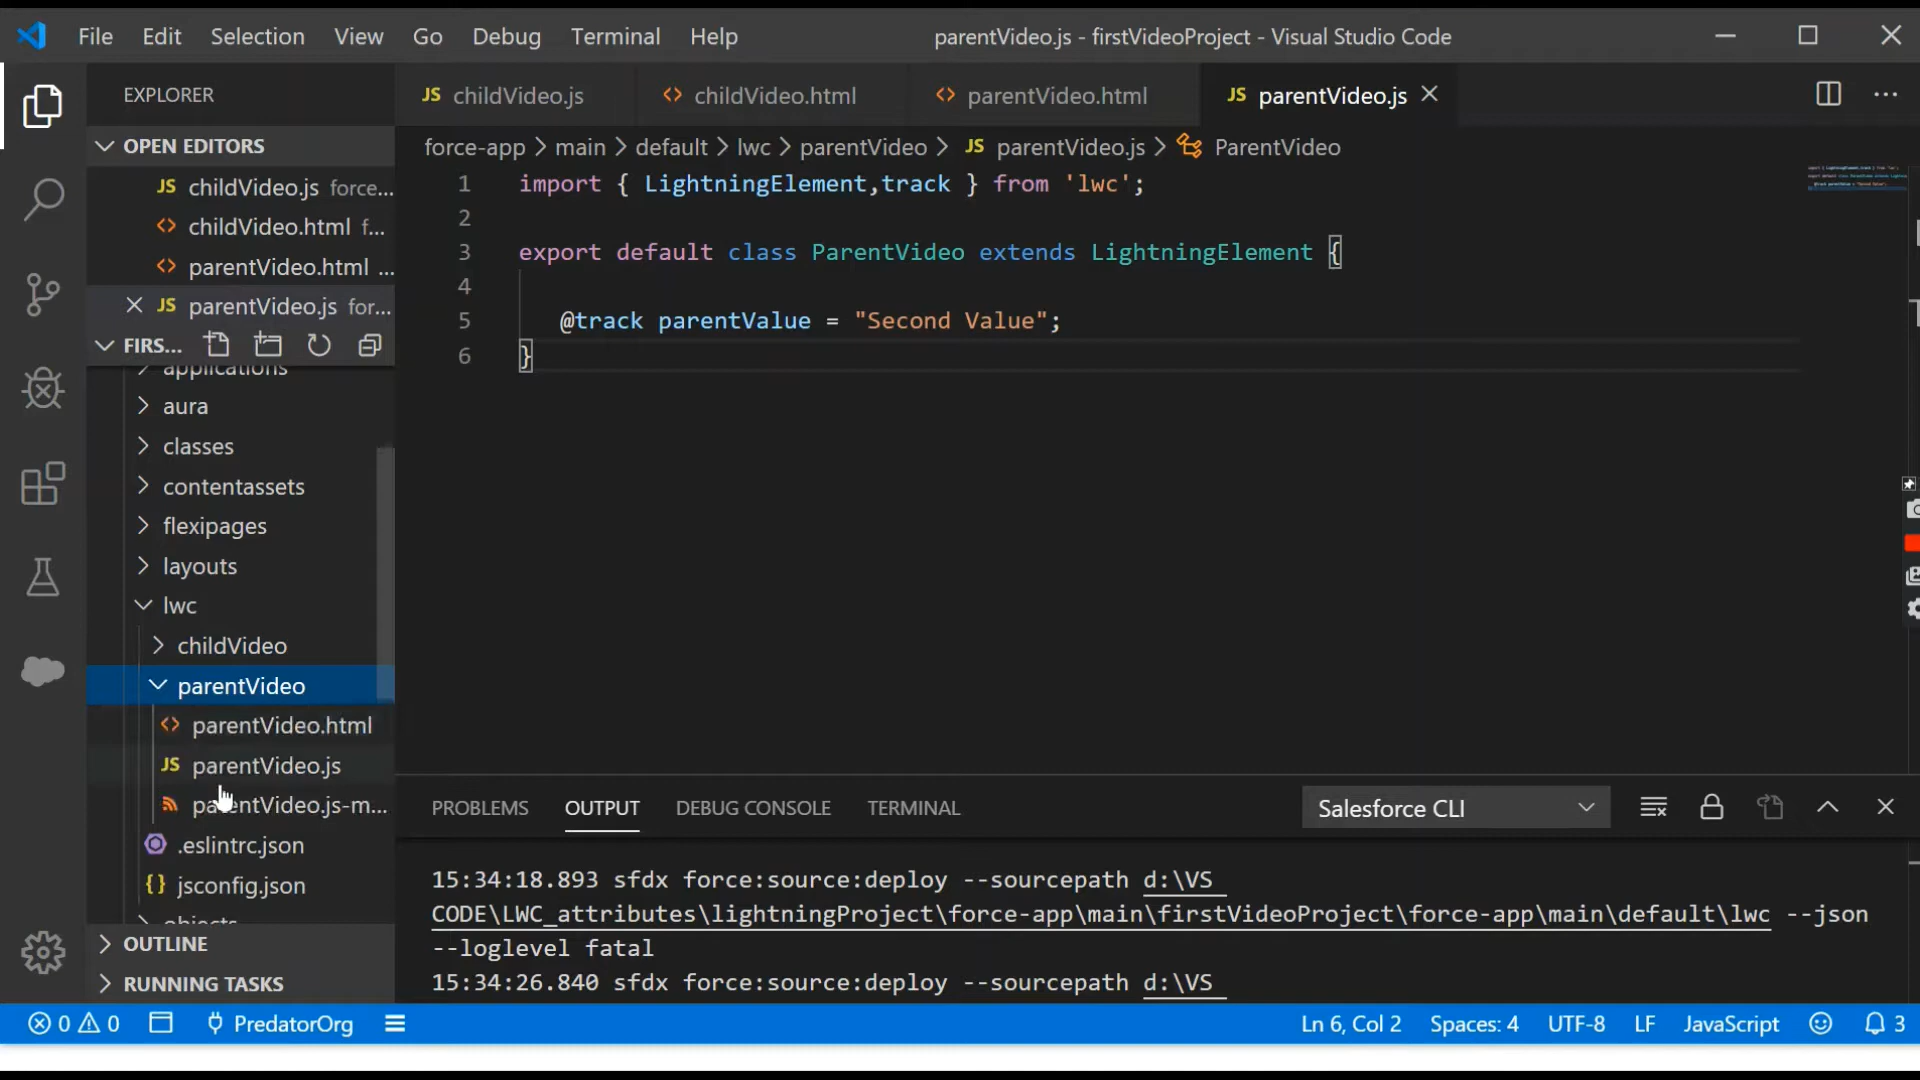 File Edit Selection View Go Debug Terminal Help
parentVideo.js - firstVideoProject - Visual Studio Code
EXPLORER
OPEN EDITORS
JS childVideo.js force...
<> childVideo.html f...
<> parentVideo.html ...
JS parentVideo.js for...
FIRS...
applications
aura
classes
contentassets
flexipages
layouts
lwc
childVideo
parentVideo
<> parentVideo.html
JS parentVideo.js
parentVideo.js-m...
.eslintrc.json
{} jsconfig.json
objects
OUTLINE
RUNNING TASKS
JS childVideo.js
<> childVideo.html
<> parentVideo.html
JS parentVideo.js
force-app > main > default > lwc > parentVideo > JS parentVideo.js > ParentVideo
1 import { LightningElement,track } from 'lwc';
2
3 export default class ParentVideo extends LightningElement {
4
5 @track parentValue = "Second Value";
6 }
PROBLEMS OUTPUT DEBUG CONSOLE TERMINAL
Salesforce CLI
15:34:18.893 sfdx force:source:deploy --sourcepath d:\VS
CODE\LWC_attributes\lightningProject\force-app\main\firstVideoProject\force-app\main\default\lwc --json
--loglevel fatal
15:34:26.840 sfdx force:source:deploy --sourcepath d:\VS
0 0 PredatorOrg
Ln 6, Col 2 Spaces: 4 UTF-8 LF JavaScript 3